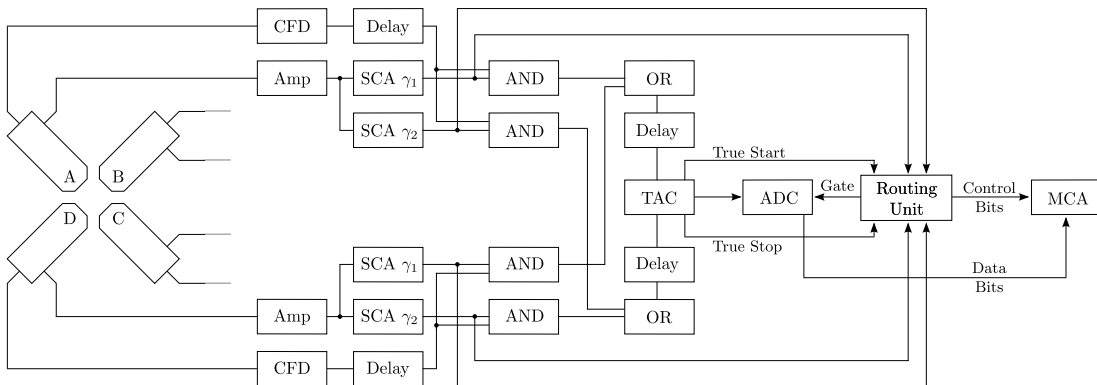 CFD Delay
Amp SCA γ₁ AND OR
SCA γ₂ AND Delay
A B
True Start
TAC ADC Gate Routing Unit Control Bits MCA
D C
True Stop
SCA γ₁ AND Delay
Data Bits
Amp SCA γ₂ AND OR
CFD Delay